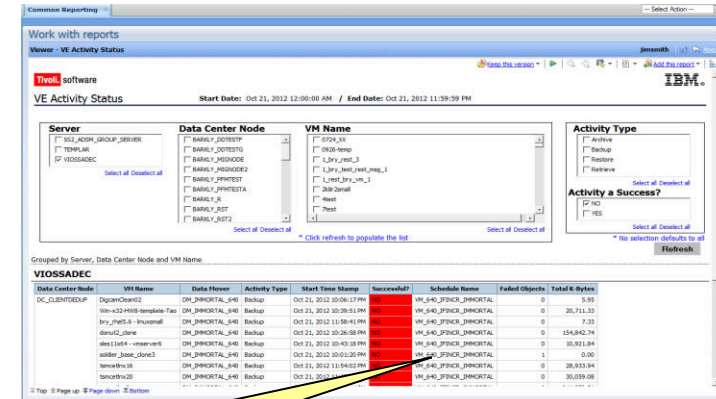 Common Reporting
-- Select Action --
Work with reports
Viewer - VE Activity Status
jimsmith
Keep this version
Add this report
Tivoli. software
IBM.
VE Activity Status
Start Date: Oct 21, 2012 12:00:00 AM / End Date: Oct 21, 2012 11:59:59 PM
Server
SS2_ADSM_GROUP_SERVER
TEMPLAR
VIOSSADEC
Select all Deselect all
Data Center Node
BARKLY_DDTESTF
BARKLY_DDTESTG
BARKLY_MIGNODE
BARKLY_MIGNODE2
BARKLY_PFMTEST
BARKLY_PFMTESTA
BARKLY_R
BARKLY_RST
BARKLY_RST2
Select all Deselect all
VM Name
0724_XX
0926-temp
1_bry_rest_3
1_bry_test_rest_msg_1
1_rest_bry_vm_1
2k8r2small
4test
7test
Select all Deselect all
* Click refresh to populate the list
Activity Type
Archive
Backup
Restore
Retrieve
Select all Deselect all
Activity a Success?
NO
YES
Select all Deselect all
* No selection defaults to all
Refresh
Grouped by Server, Data Center Node and VM Name
VIOSSADEC
Data Center Node VM Name Data Mover Activity Type Start Time Stamp Successful? Schedule Name Failed Objects Total K-Bytes
DC_CLIENTDEDUP DigcamClean02 DM_IMMORTAL_640 Backup Oct 21, 2012 10:06:17 PM NO VM_640_IFINCR_IMMORTAL 0 5.95
Win-x32-HW8-template-Tao DM_IMMORTAL_640 Backup Oct 21, 2012 10:39:51 PM NO VM_640_IFINCR_IMMORTAL 0 20,711.33
bry_rhel5.6 - linuxsmall DM_IMMORTAL_640 Backup Oct 21, 2012 11:58:41 PM NO VM_640_IFINCR_IMMORTAL 0 7.33
donut2_clone DM_IMMORTAL_640 Backup Oct 21, 2012 10:26:58 PM NO VM_640_IFINCR_IMMORTAL 0 154,842.74
sles11x64 - vmserver6 DM_IMMORTAL_640 Backup Oct 21, 2012 10:43:18 PM NO VM_640_IFINCR_IMMORTAL 0 10,921.84
soldier_base_clone3 DM_IMMORTAL_640 Backup Oct 21, 2012 10:01:20 PM NO VM_640_IFINCR_IMMORTAL 1 0.00
tsmcetlnx18 DM_IMMORTAL_640 Backup Oct 21, 2012 11:54:02 PM NO VM_640_IFINCR_IMMORTAL 0 28,933.94
tsmcetlnx20 DM_IMMORTAL_640 Backup Oct 21, 2012 NO VM_640_IFINCR_IMMORTAL 0 30,059.08
Top Page up Page down Bottom